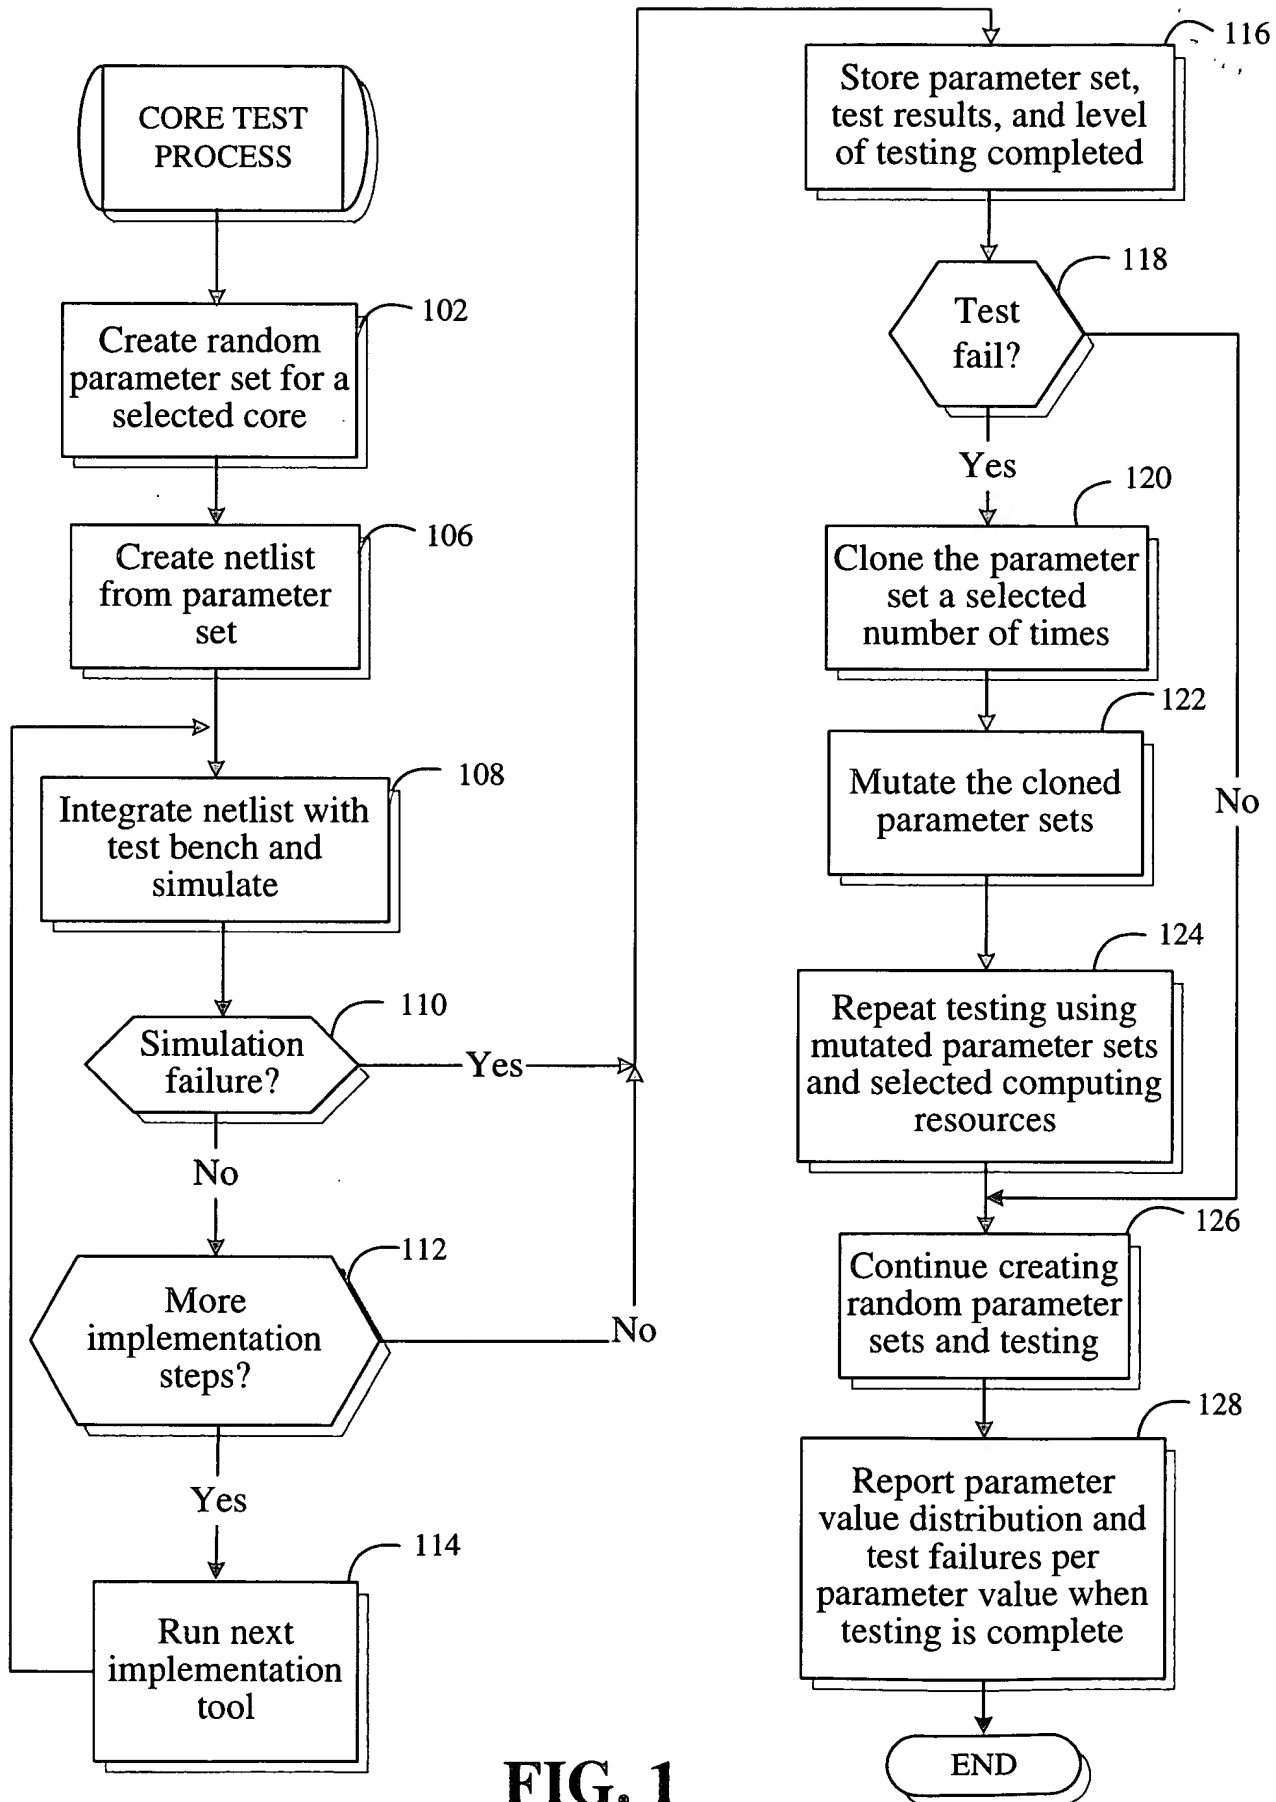 CORE TEST
PROCESS
102
Create random
parameter set for a
selected core
106
Create netlist
from parameter
set
108
Integrate netlist with
test bench and
simulate
110
Simulation
failure?
Yes
No
112
More
implementation
steps?
No
Yes
114
Run next
implementation
tool
116
Store parameter set,
test results, and level
of testing completed
118
Test
fail?
Yes
No
120
Clone the parameter
set a selected
number of times
122
Mutate the cloned
parameter sets
124
Repeat testing using
mutated parameter sets
and selected computing
resources
126
Continue creating
random parameter
sets and testing
128
Report parameter
value distribution and
test failures per
parameter value when
testing is complete
END
FIG. 1